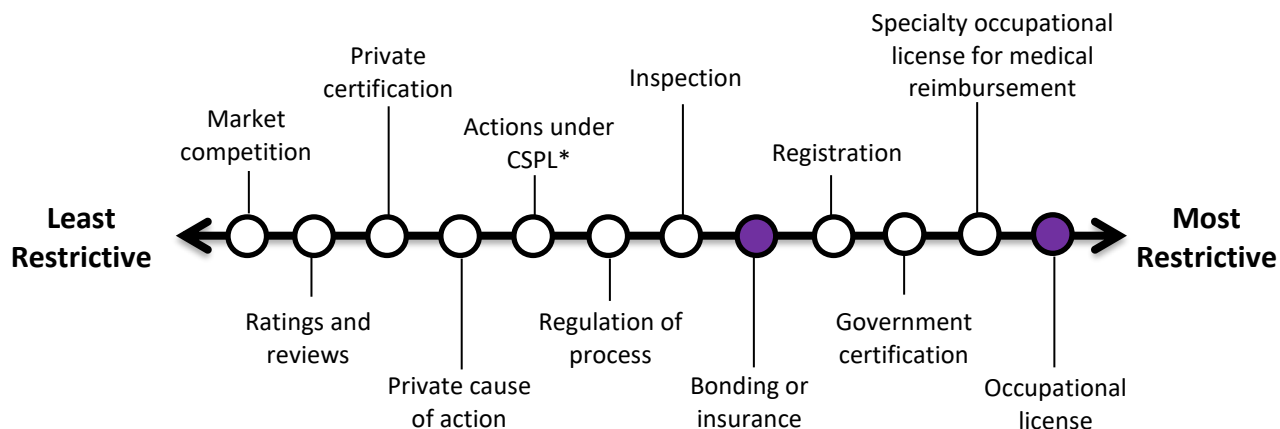 Least
Restrictive
Market
competition
Ratings and
reviews
Private
certification
Private cause
of action
Actions under
CSPL*
Regulation of
process
Inspection
Bonding or
insurance
Registration
Government
certification
Specialty occupational
license for medical
reimbursement
Occupational
license
Most
Restrictive